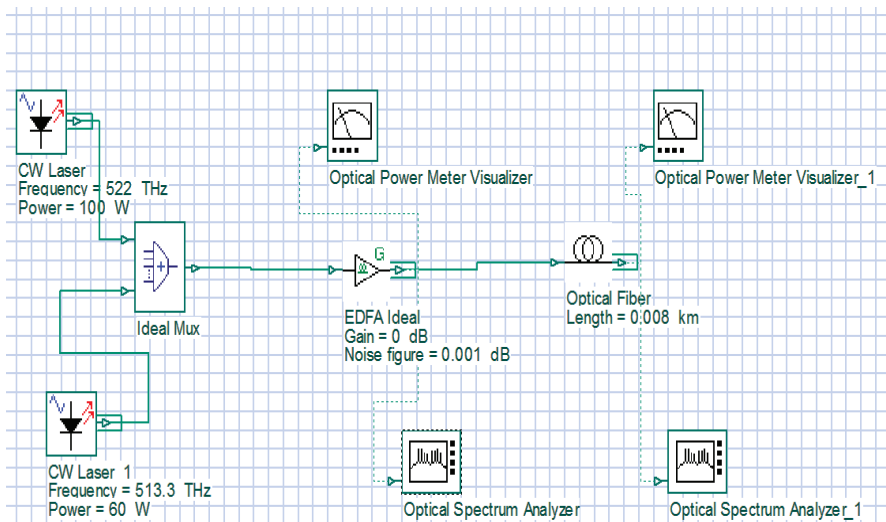 CW Laser
Frequency = 522 THz
Power = 100 W
Optical Power Meter Visualizer
Optical Power Meter Visualizer_1
Ideal Mux
G
EDFA Ideal
Gain = 0 dB
Noise figure = 0.001 dB
Optical Fiber
Length = 0.008 km
CW Laser 1
Frequency = 513.3 THz
Power = 60 W
Optical Spectrum Analyzer
Optical Spectrum Analyzer_1